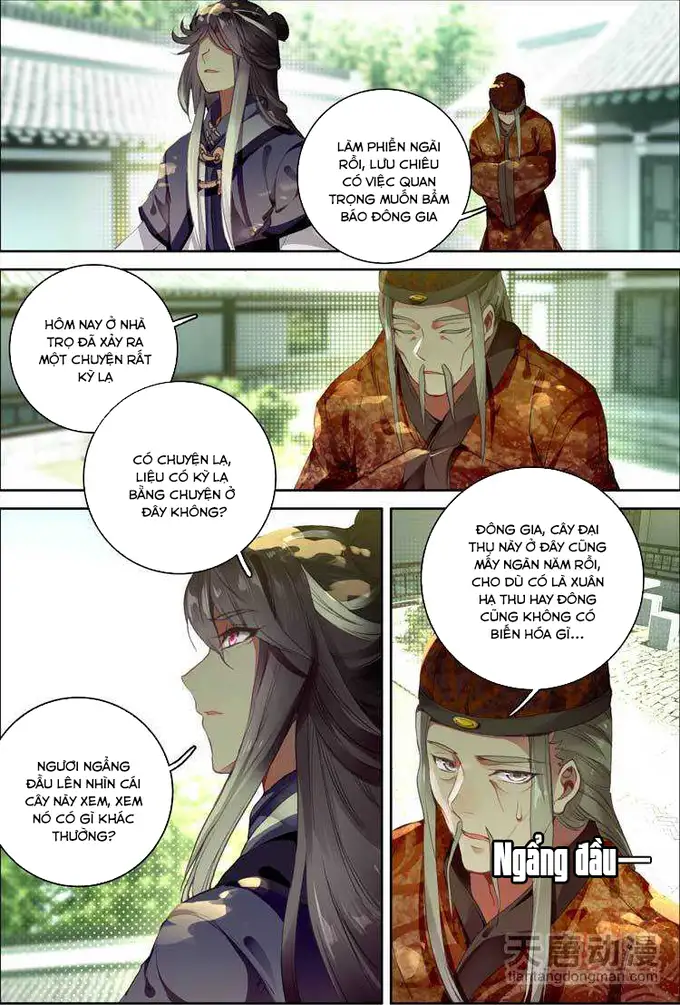 LÀM PHIỀN NGÀI
RỒI, LƯU CHIÊU
CÓ VIỆC QUAN
TRỌNG MUỐN BẨM
BÁO ĐÔNG GIA
HÔM NAY Ở NHÀ
TRỌ ĐÃ XẢY RA
MỘT CHUYỆN RẤT
KỲ LẠ
CÓ CHUYỆN LẠ,
LIỆU CÓ KỲ LẠ
BẰNG CHUYỆN Ở
ĐÂY KHÔNG?
NGƯƠI NGẨNG
ĐẦU LÊN NHÌN CÁI
CÂY NÀY XEM, XEM
NÓ CÓ GÌ KHÁC
THƯỜNG?
ĐÔNG GIA, CÂY ĐẠI
THỤ NÀY Ở ĐÂY CŨNG
MẤY NGÀN NĂM RỒI,
CHO DÙ CÓ LÀ XUÂN
HẠ THU HAY ĐÔNG
CŨNG KHÔNG CÓ
BIẾN HÓA GÌ...
Ngẩng đầu—
天唐动漫
tiantangdongman.com